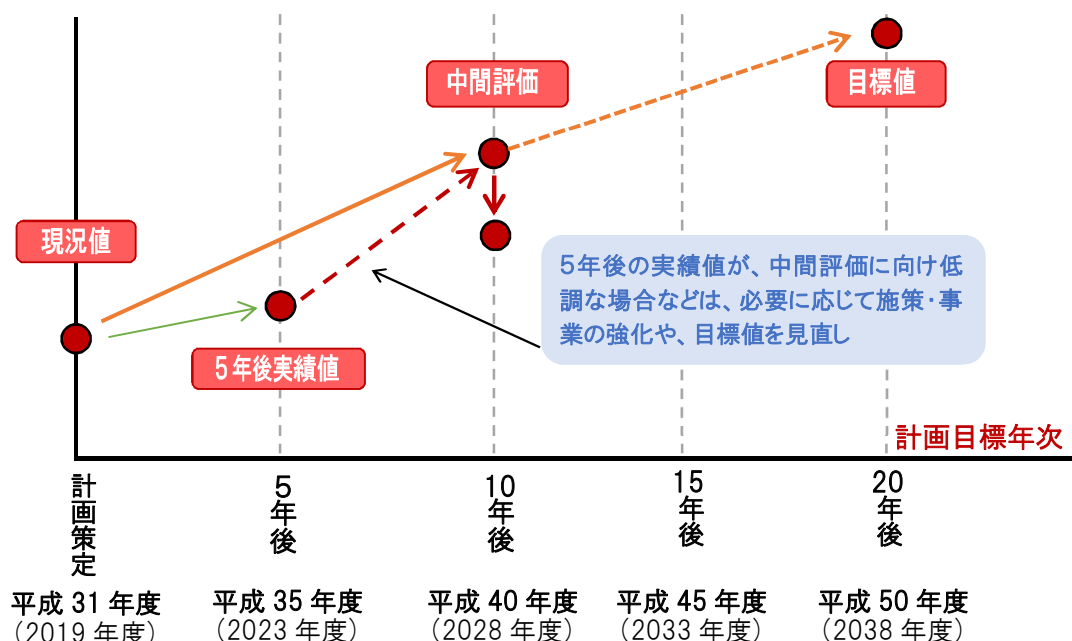 中間評価
目標値
現況値
5年後の実績値が、中間評価に向け低
調な場合などは、必要に応じて施策・事
業の強化や、目標値を見直し
5年後実績値
計画目標年次
計画策定
5年後
10年後
15年後
20年後
平成 31 年度
(2019 年度)
平成 35 年度
(2023 年度)
平成 40 年度
(2028 年度)
平成 45 年度
(2033 年度)
平成 50 年度
(2038 年度)